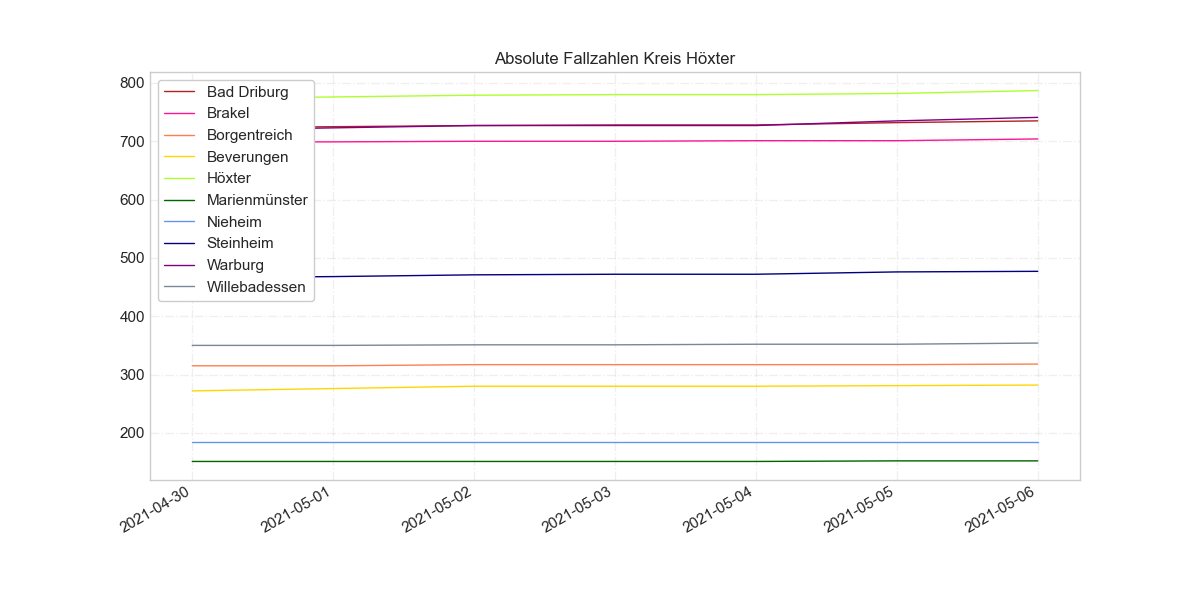 Absolute Fallzahlen Kreis Höxter
800
700
600
500
400
300
200
Bad Driburg
Brakel
Borgentreich
Beverungen
Höxter
Marienmünster
Nieheim
Steinheim
Warburg
Willebadessen
2021-04-30
2021-05-01
2021-05-02
2021-05-03
2021-05-04
2021-05-05
2021-05-06